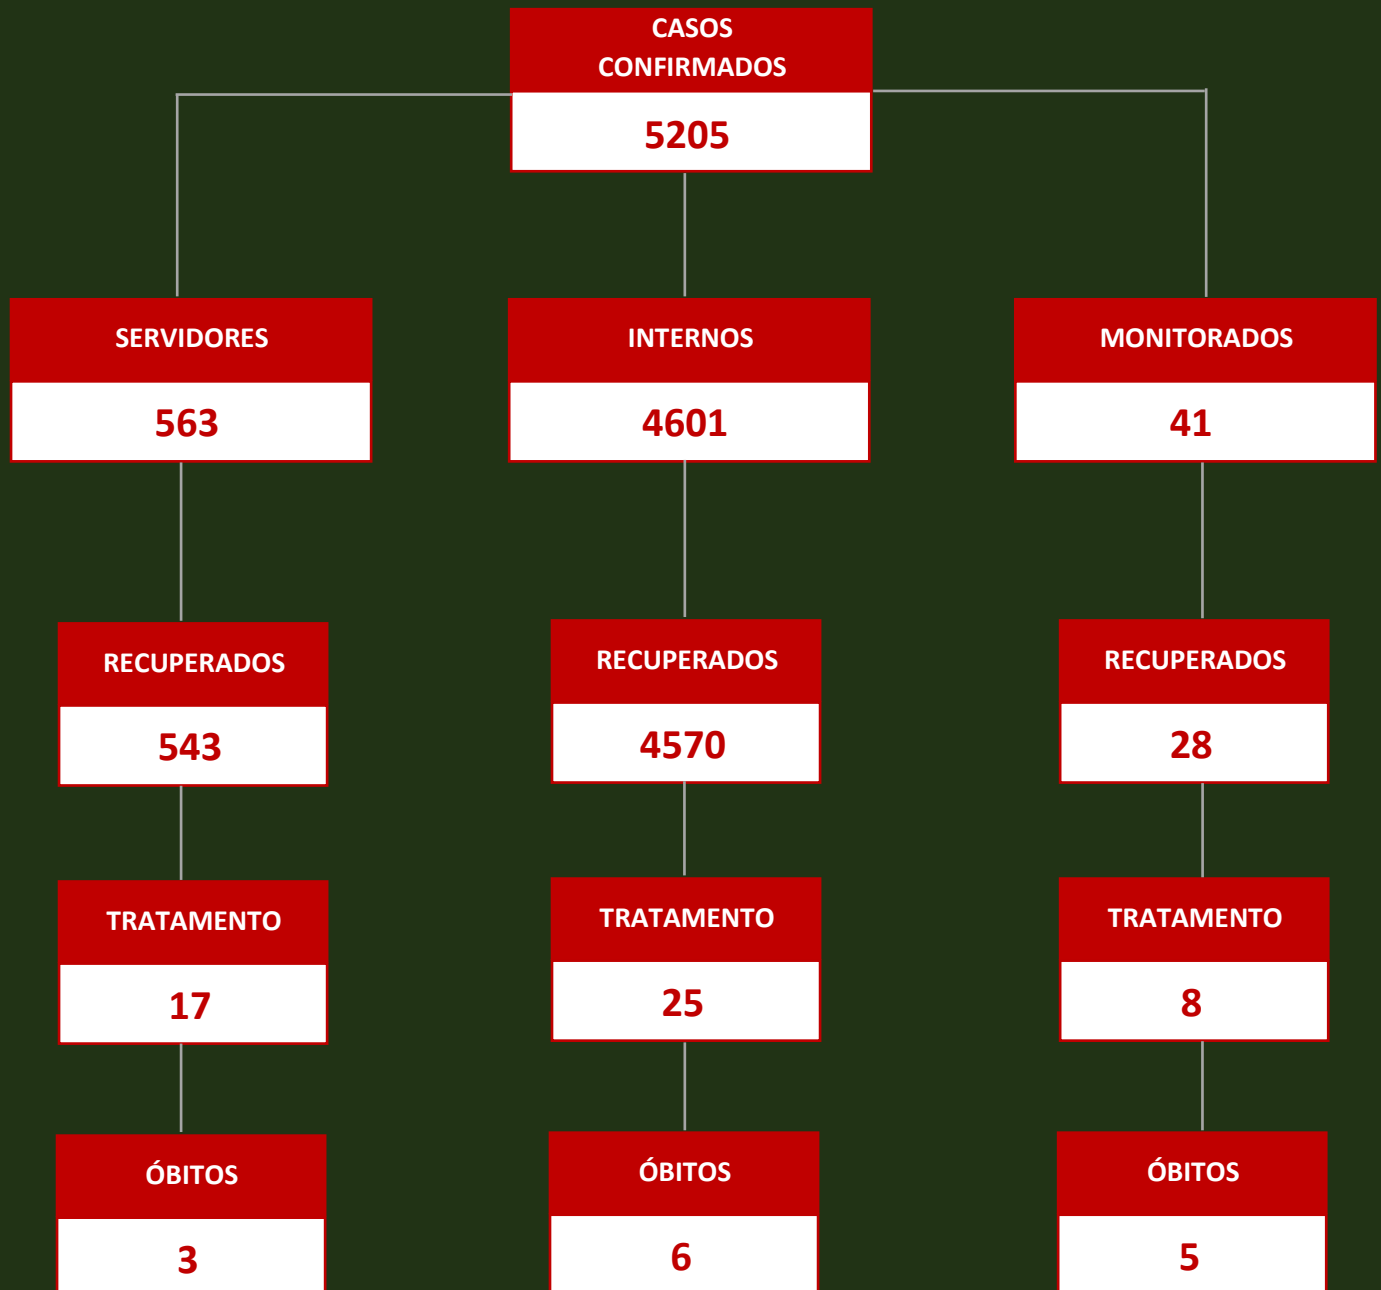 CASOS
CONFIRMADOS
5205
SERVIDORES
563
INTERNOS
4601
MONITORADOS
41
RECUPERADOS
543
RECUPERADOS
4570
RECUPERADOS
28
TRATAMENTO
17
TRATAMENTO
25
TRATAMENTO
8
ÓBITOS
3
ÓBITOS
6
ÓBITOS
5